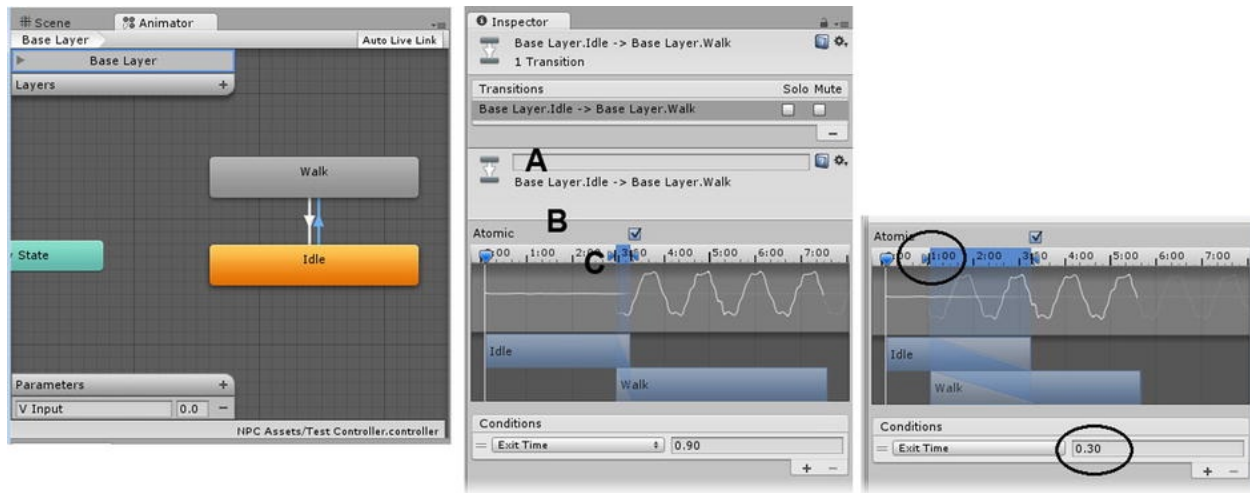 Scene
Animator
Base Layer
Auto Live Link
Base Layer
Layers
+
State
Walk
Idle
Parameters
+
V Input
0.0
−
NPC Assets/Test Controller.controller
Inspector
Base Layer.Idle -> Base Layer.Walk
1 Transition
Transitions
Solo Mute
Base Layer.Idle -> Base Layer.Walk
−
A
Base Layer.Idle -> Base Layer.Walk
B
Atomic
1:00
4:00
5:00
6:00
7:00
C
Idle
Walk
Conditions
Exit Time
0.90
+ −
Atomic
1:00
2:00
4:00
5:00
6:00
7:00
Idle
Walk
Conditions
Exit Time
0.30
+ −